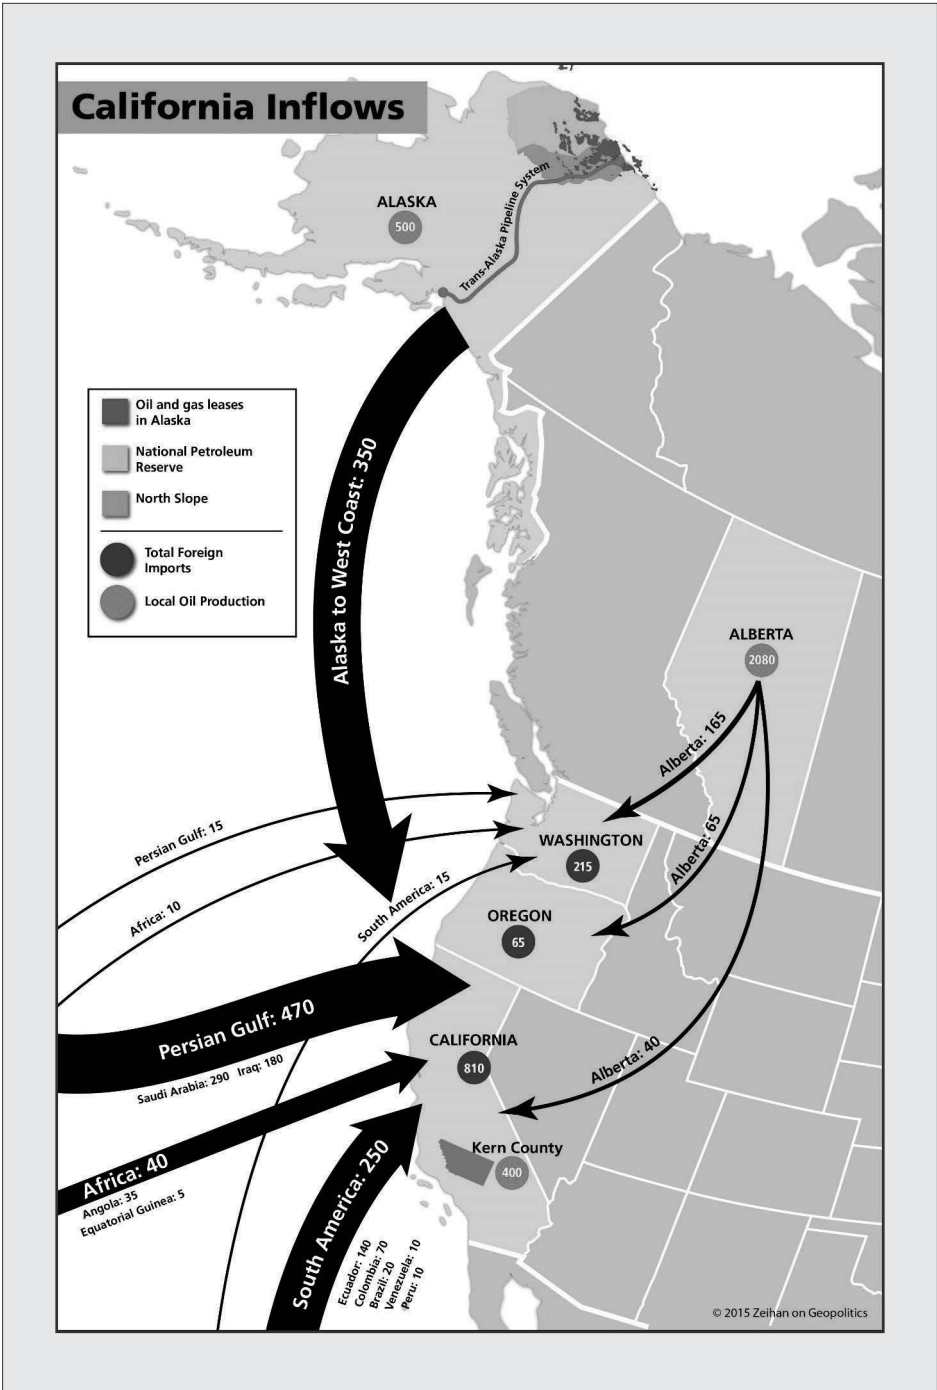 California Inflows
ALASKA
500
Trans-Alaska Pipeline System
Oil and gas leases
in Alaska
National Petroleum
Reserve
North Slope
Total Foreign
Imports
Local Oil Production
Alaska to West Coast: 350
ALBERTA
2080
Alberta: 165
Alberta: 65
Alberta: 40
Persian Gulf: 15
Africa: 10
South America: 15
WASHINGTON
215
OREGON
65
Persian Gulf: 470
Saudi Arabia: 290 Iraq: 180
CALIFORNIA
810
Africa: 40
Angola: 35
Equatorial Guinea: 5
Kern County
400
South America: 250
Ecuador: 140
Colombia: 70
Brazil: 20
Venezuela: 10
Peru: 10
© 2015 Zeihan on Geopolitics